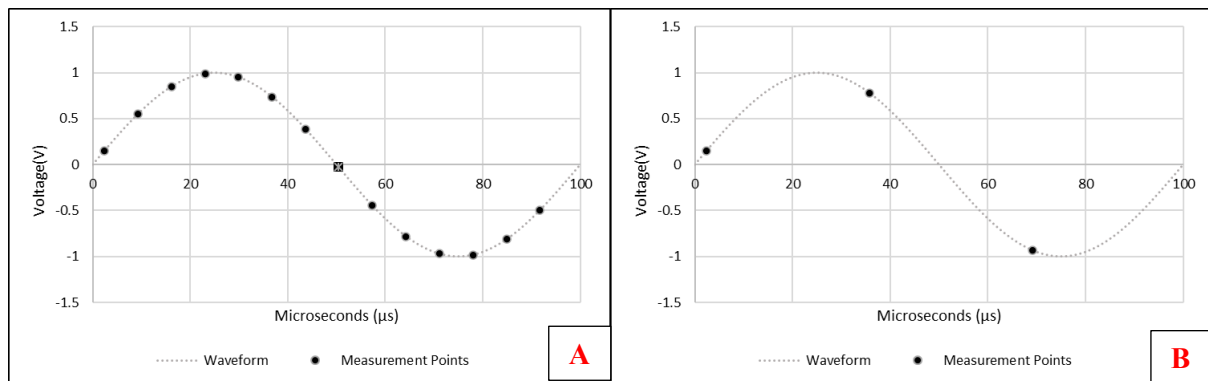 1.5
1
0.5
0
-0.5
-1
-1.5
Voltage(V)
0 20 40 60 80 100
Microseconds (µs)
Waveform Measurement Points
A
1.5
1
0.5
0
-0.5
-1
-1.5
Voltage(V)
0 20 40 60 80 100
Microseconds (µs)
Waveform Measurement Points
B